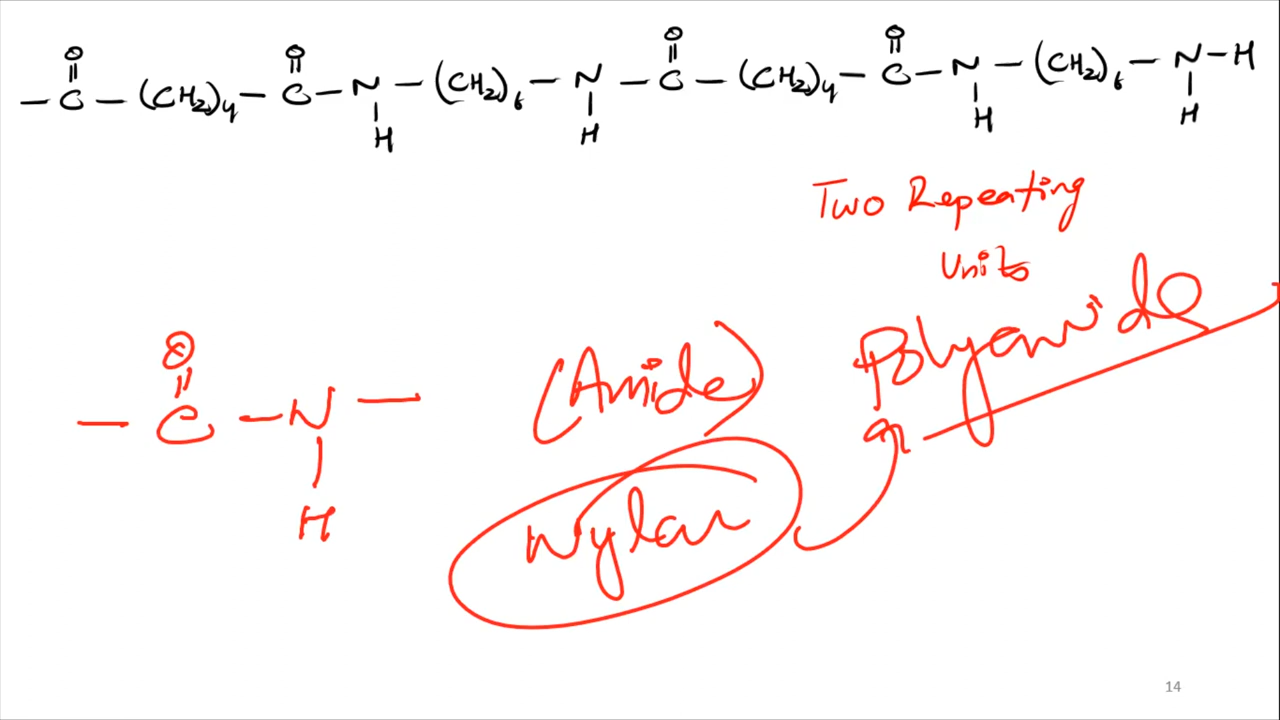 O O O O
– C – (CH2)4 – C – N – (CH2)6 – N – C – (CH2)4 – C – N – (CH2)6 – N – H
H H H H
Two Repeating
Units
Polyamide
O
– C – N – (Amide)
H
Nylon
14